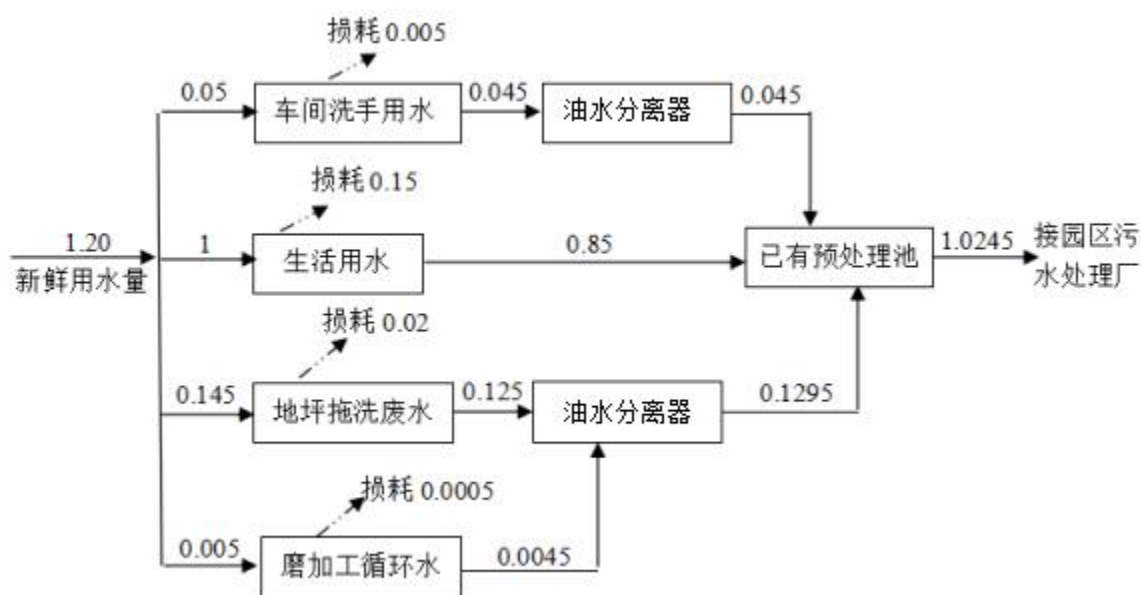 损耗 0.005
0.05
车间洗手用水
0.045
油水分离器
0.045
损耗 0.15
1.20
新鲜用水量
1
生活用水
0.85
已有预处理池
1.0245
接园区污
水处理厂
损耗 0.02
0.145
地坪拖洗废水
0.125
油水分离器
0.1295
损耗 0.0005
0.005
磨加工循环水
0.0045